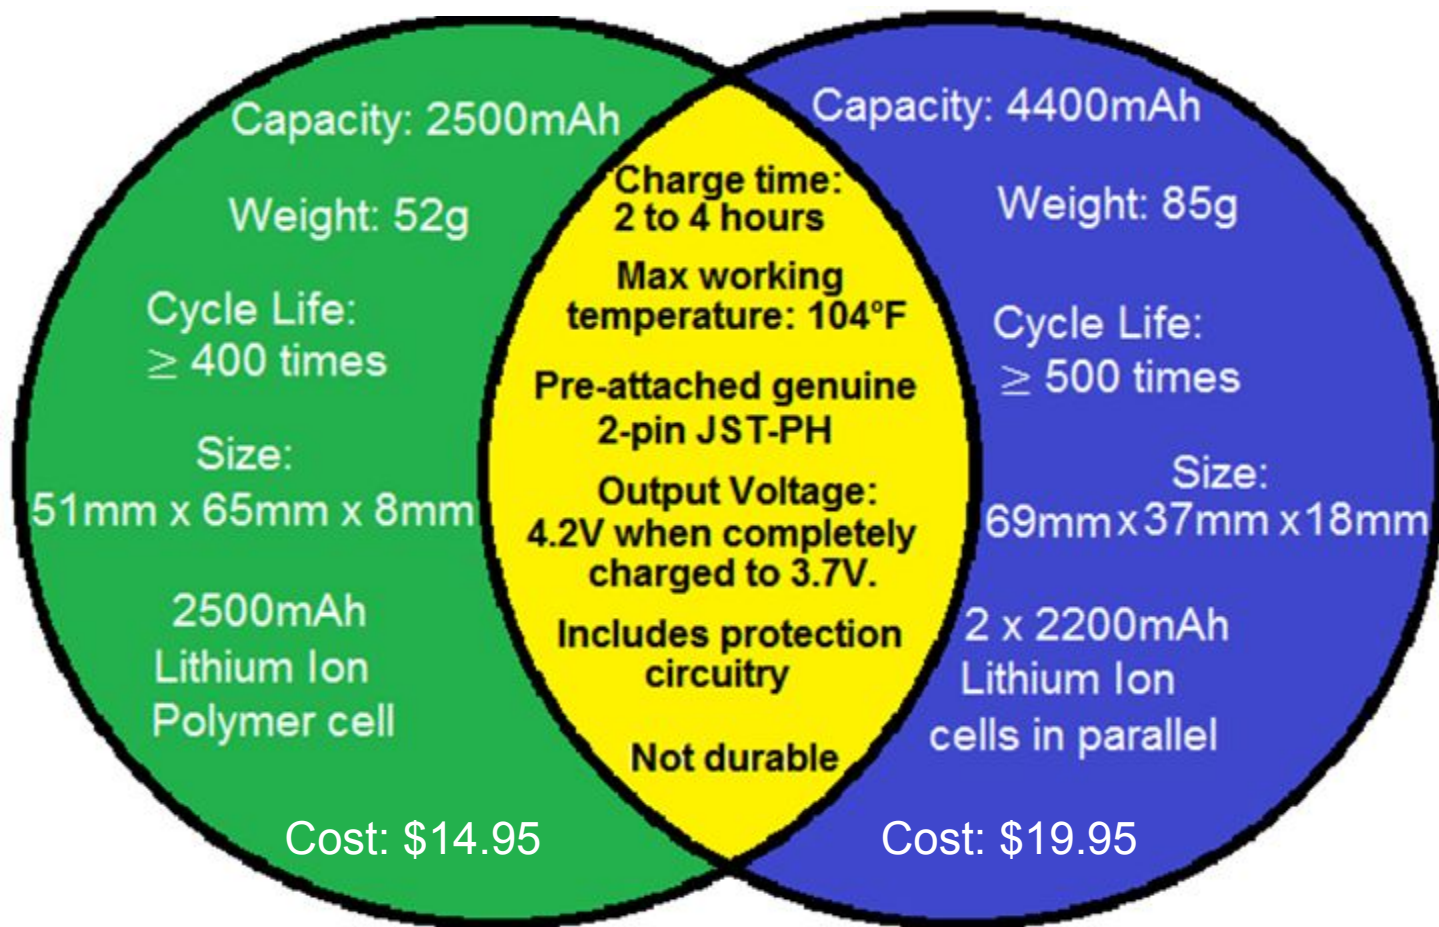 Capacity: 2500mAh
Weight: 52g
Cycle Life:
≥ 400 times
Size:
51mm x 65mm x 8mm
2500mAh
Lithium Ion
Polymer cell
Cost: $14.95
Charge time:
2 to 4 hours
Max working
temperature: 104ºF
Pre-attached genuine
2-pin JST-PH
Output Voltage:
4.2V when completely
charged to 3.7V.
Includes protection
circuitry
Not durable
Capacity: 4400mAh
Weight: 85g
Cycle Life:
≥ 500 times
Size:
69mm x 37mm x18mm
2 x 2200mAh
Lithium Ion
cells in parallel
Cost: $19.95